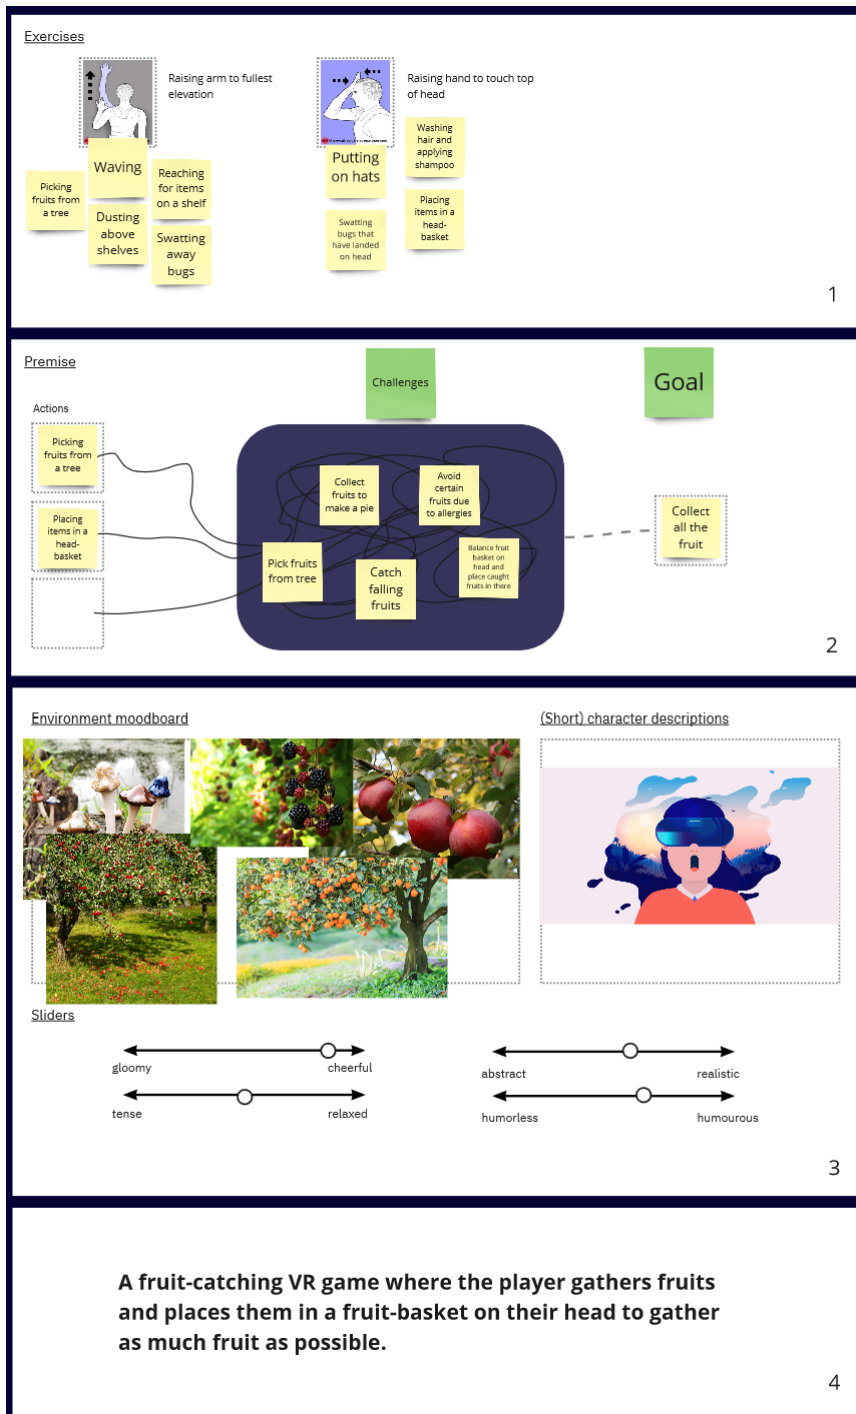 Exercises
Raising arm to fullest
elevation
Raising hand to touch top
of head
Picking
fruits from
a tree
Waving
Reaching
for items
on a shelf
Dusting
above
shelves
Swatting
away
bugs
Putting
on hats
Washing
hair and
applying
shampoo
Swatting
bugs that
have landed
on head
Placing
items in a
head-
basket
1
Premise
Challenges
Goal
Actions
Picking
fruits from
a tree
Placing
items in a
head-
basket
Collect
fruits to
make a pie
Avoid
certain
fruits due
to allergies
Pick fruits
from tree
Catch
falling
fruits
Balance fruit
basket on
head and
place caught
fruits in there
Collect
all the
fruit
2
Environment moodboard
(Short) character descriptions
Sliders
gloomy
cheerful
tense
relaxed
abstract
realistic
humorless
humourous
3
A fruit-catching VR game where the player gathers fruits
and places them in a fruit-basket on their head to gather
as much fruit as possible.
4